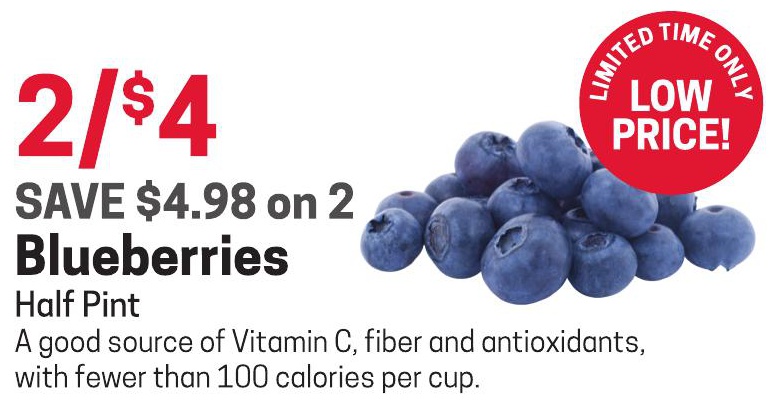 2/$4
SAVE $4.98 on 2
Blueberries
Half Pint
A good source of Vitamin C, fiber and antioxidants,
with fewer than 100 calories per cup.
LIMITED TIME ONLY
LOW
PRICE!